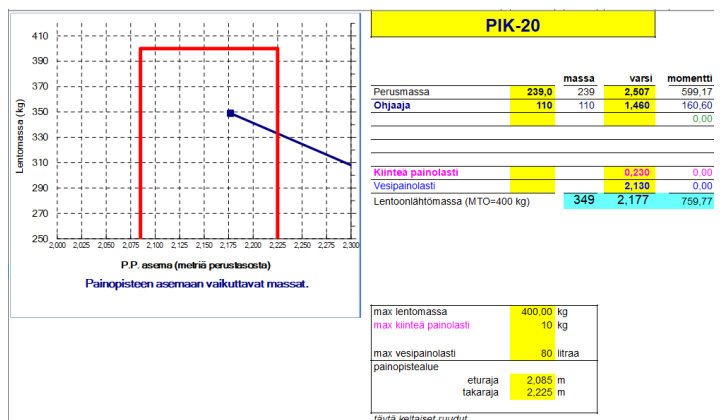 PIK-20
massa varsi momentti
Perusmassa 239,0 239 2,507 599,17
Ohjaaja 110 110 1,460 160,60
0,00
Kiinteä painolasti 0,230 0,00
Vesipainolasti 2,130 0,00
Lentoonlähtömassa (MTO=400 kg) 349 2,177 759,77
Lentomassa (kg)
410
390
370
350
330
310
290
270
250
2,000 2,025 2,050 2,075 2,100 2,125 2,150 2,175 2,200 2,225 2,250 2,275 2,300
P.P. asema (metriä perustasosta)
Painopisteen asemaan vaikuttavat massat.
max lentomassa 400,00 kg
max kiinteä painolasti 10 kg
max vesipainolasti 80 litraa
painopistealue
eturaja 2,085 m
takaraja 2,225 m
täytä keltaiset ruudut